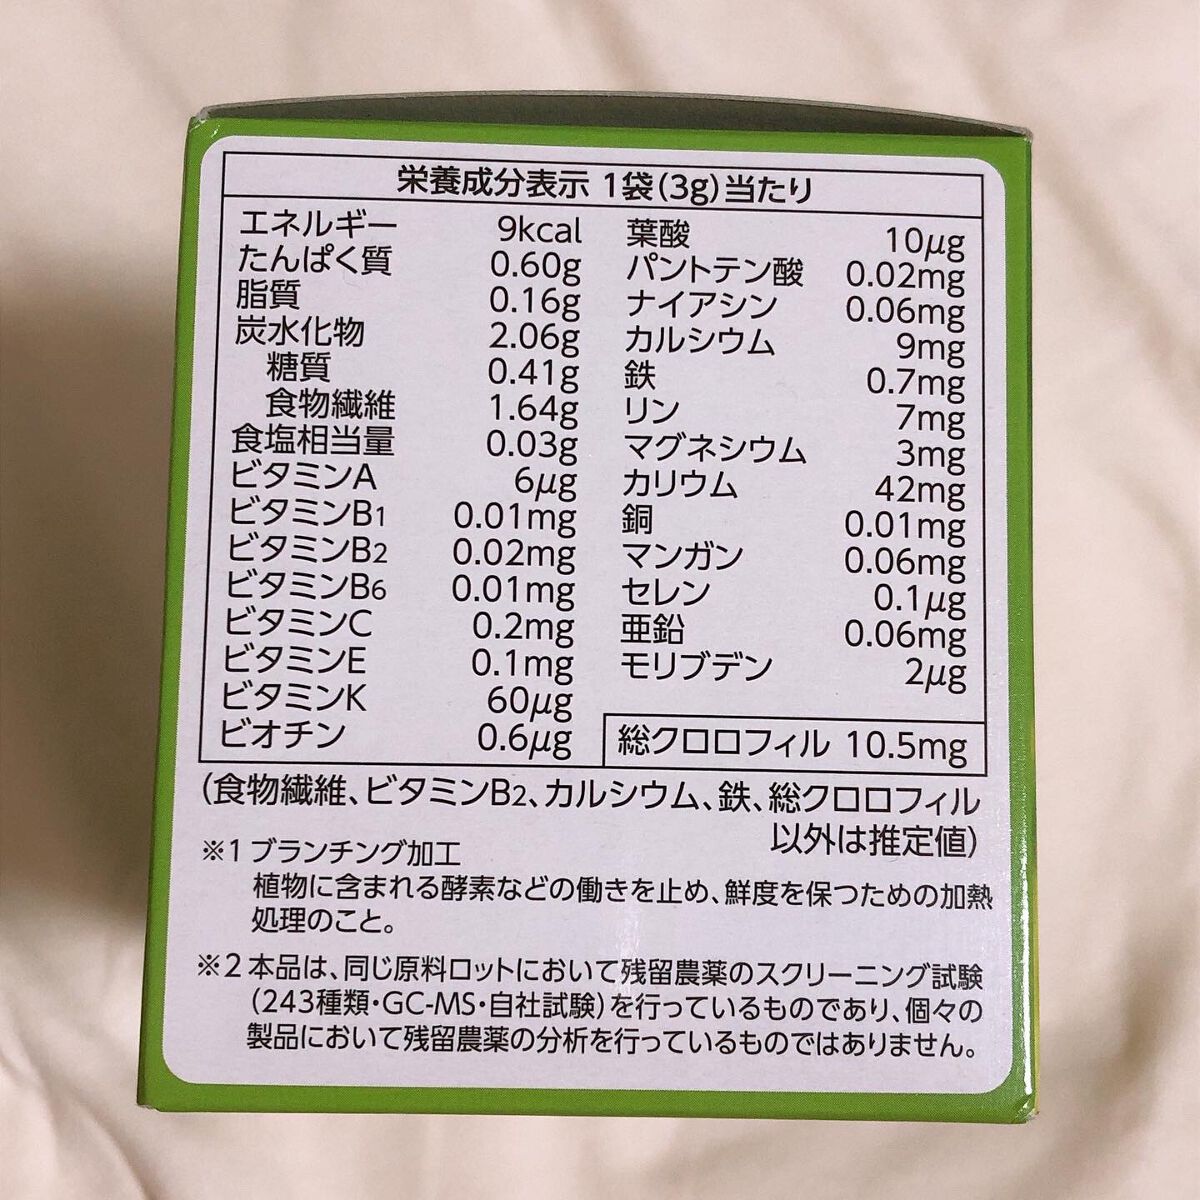 栄養成分表示 1袋(3g)当たり
エネルギー 9kcal
たんぱく質 0.60g
脂質 0.16g
炭水化物 2.06g
糖質 0.41g
食物繊維 1.64g
食塩相当量 0.03g
ビタミンA 6μg
ビタミンB1 0.01mg
ビタミンB2 0.02mg
ビタミンB6 0.01mg
ビタミンC 0.2mg
ビタミンE 0.1mg
ビタミンK 60μg
ビオチン 0.6μg
葉酸 10μg
パントテン酸 0.02mg
ナイアシン 0.06mg
カルシウム 9mg
鉄 0.7mg
リン 7mg
マグネシウム 3mg
カリウム 42mg
銅 0.01mg
マンガン 0.06mg
セレン 0.1μg
亜鉛 0.06mg
モリブデン 2μg
総クロロフィル 10.5mg
(食物繊維、ビタミンB2、カルシウム、鉄、総クロロフィル
以外は推定値)
※1 ブランチング加工
植物に含まれる酵素などの働きを止め、鮮度を保つための加熱
処理のこと。
※2 本品は、同じ原料ロットにおいて残留農薬のスクリーニング試験
(243種類・GC-MS・自社試験)を行っているものであり、個々の
製品において残留農薬の分析を行っているものではありません。